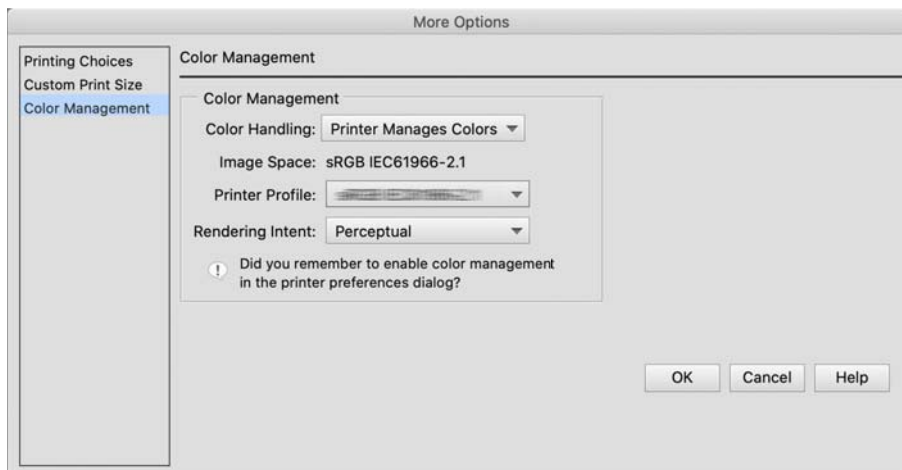 More Options
Printing Choices
Custom Print Size
Color Management
Color Management
Color Management
Color Handling: Printer Manages Colors
Image Space: sRGB IEC61966-2.1
Printer Profile:
Rendering Intent: Perceptual
! Did you remember to enable color management
in the printer preferences dialog?
OK Cancel Help